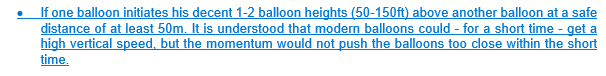 • If one balloon initiates his decent 1-2 balloon heights (50-150ft) above another balloon at a safe
distance of at least 50m. It is understood that modern balloons could - for a short time - get a
high vertical speed, but the momentum would not push the balloons too close within the short
time.